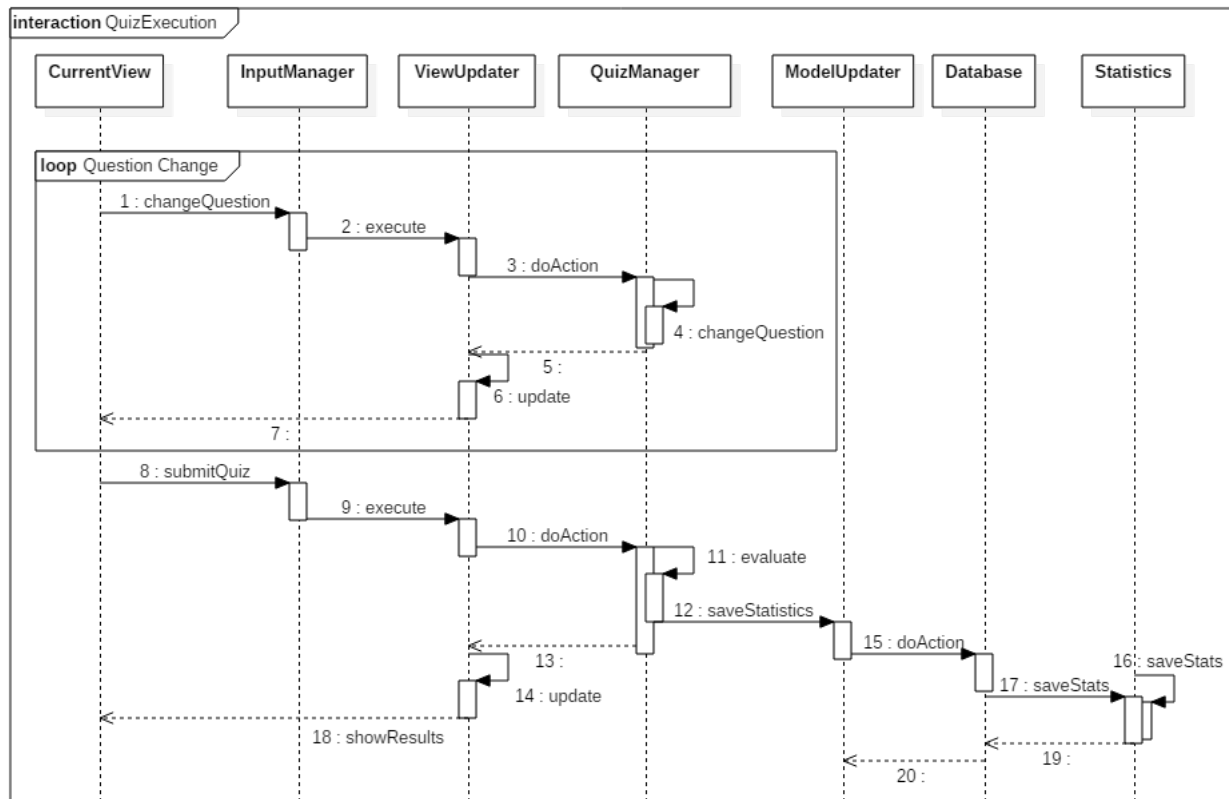 interaction QuizExecution
CurrentView
InputManager
ViewUpdater
QuizManager
ModelUpdater
Database
Statistics
loop Question Change
1 : changeQuestion
2 : execute
3 : doAction
4 : changeQuestion
5 :
6 : update
7 :
8 : submitQuiz
9 : execute
10 : doAction
11 : evaluate
12 : saveStatistics
13 :
14 : update
15 : doAction
16 : saveStats
17 : saveStats
18 : showResults
19 :
20 :